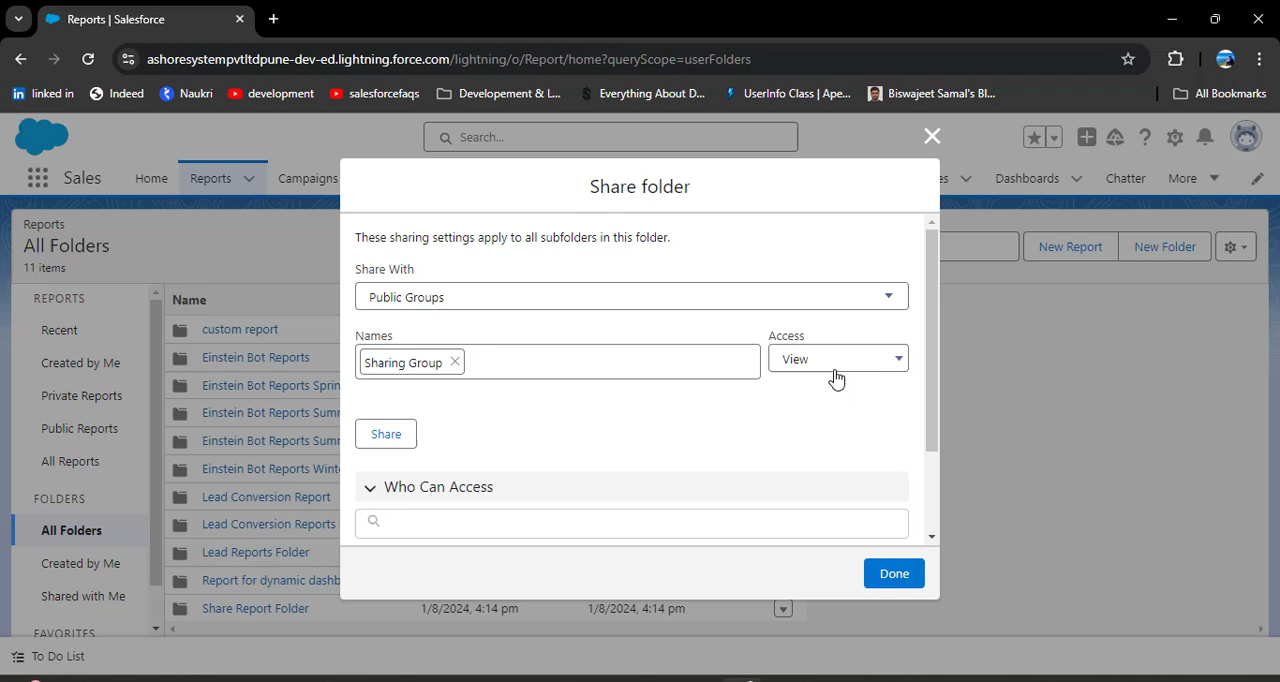 Reports | Salesforce
ashoresystempvtltdpune-dev-ed.lightning.force.com/lightning/o/Report/home?queryScope=userFolders
linked in Indeed Naukri development salesforcefaqs Developement & L... Everything About D... UserInfo Class | Ape... Biswajeet Samal's Bl... All Bookmarks
Search...
Sales Home Reports Campaigns es Dashboards Chatter More
Share folder
Reports
All Folders
11 items
New Report New Folder
These sharing settings apply to all subfolders in this folder.
Share With
Public Groups
Names Access
Sharing Group View
Share
Who Can Access
Done
REPORTS
Recent
Created by Me
Private Reports
Public Reports
All Reports
FOLDERS
All Folders
Created by Me
Shared with Me
FAVORITES
Name
custom report
Einstein Bot Reports
Einstein Bot Reports Sprin
Einstein Bot Reports Sum
Einstein Bot Reports Sum
Einstein Bot Reports Wint
Lead Conversion Report
Lead Conversion Reports
Lead Reports Folder
Report for dynamic dashb
Share Report Folder 1/8/2024, 4:14 pm 1/8/2024, 4:14 pm
To Do List